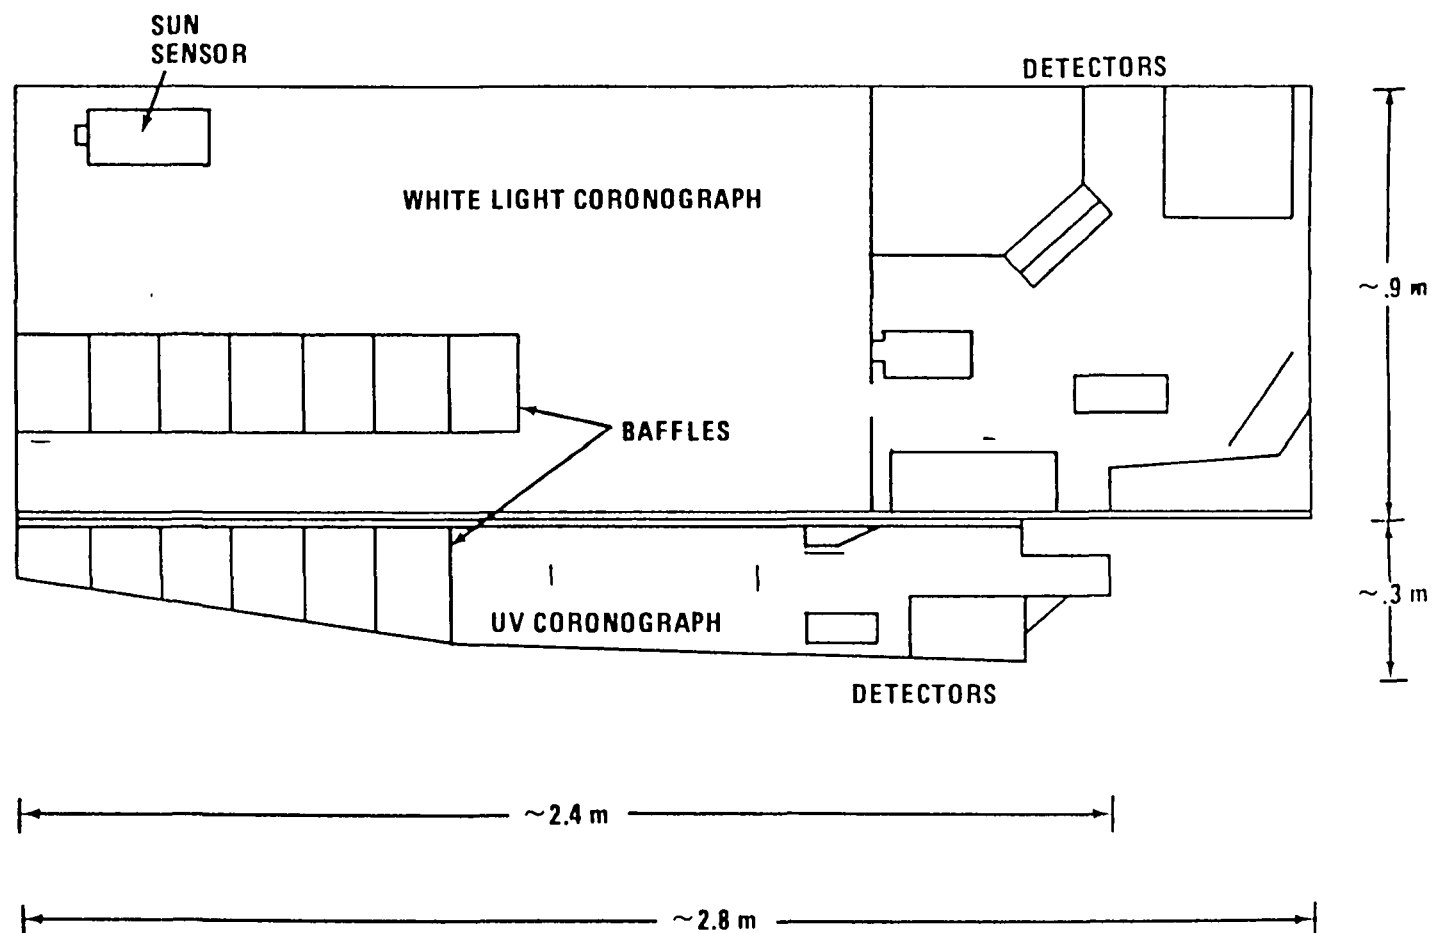 SUN
SENSOR
DETECTORS
WHITE LIGHT CORONOGRAPH
~.9 m
BAFFLES
~.3 m
UV CORONOGRAPH
DETECTORS
~2.4 m
~2.8 m